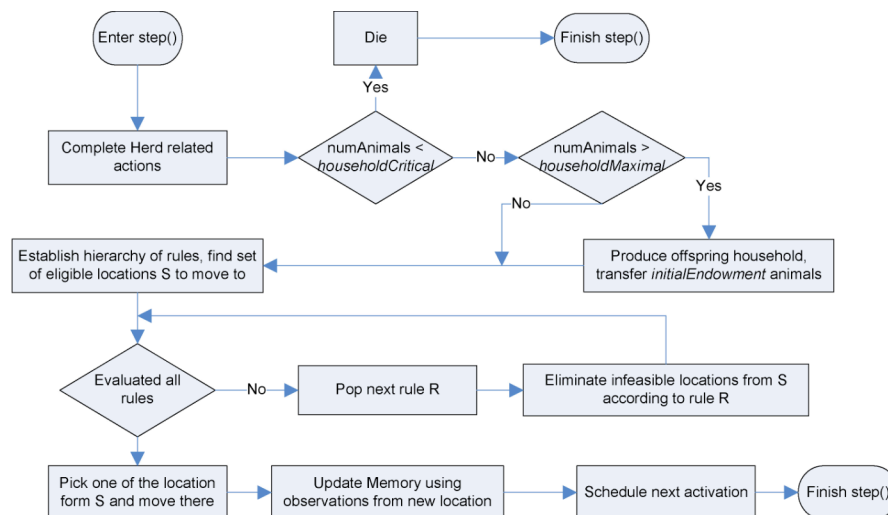 Enter step()
Die
Finish step()
Yes
Complete Herd related
actions
numAnimals <
householdCritical
No
numAnimals >
householdMaximal
Yes
No
Establish hierarchy of rules, find set
of eligible locations S to move to
Produce offspring household,
transfer initialEndowment animals
Evaluated all
rules
No
Pop next rule R
Eliminate infeasible locations from S
according to rule R
Pick one of the location
form S and move there
Update Memory using
observations from new location
Schedule next activation
Finish step()